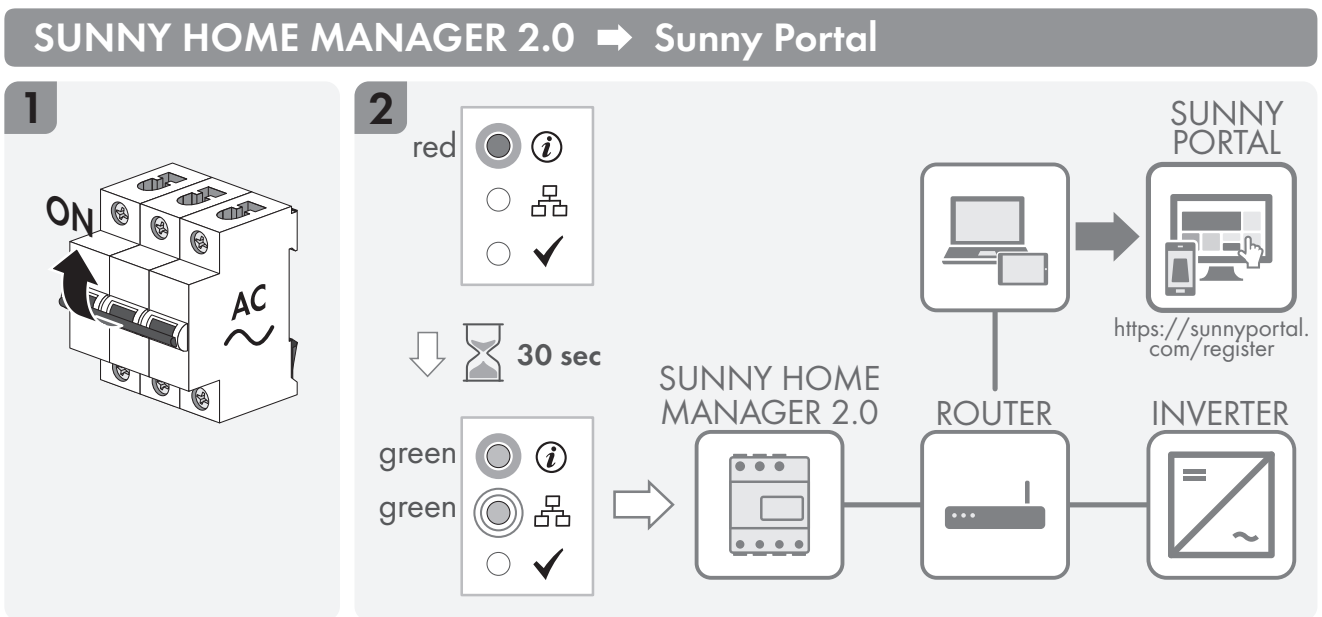 SUNNY HOME MANAGER 2.0 ➡ Sunny Portal
1
ON
AC
2
red
30 sec
green
green
SUNNY HOME
MANAGER 2.0
ROUTER
INVERTER
SUNNY
PORTAL
https://sunnyportal.
com/register